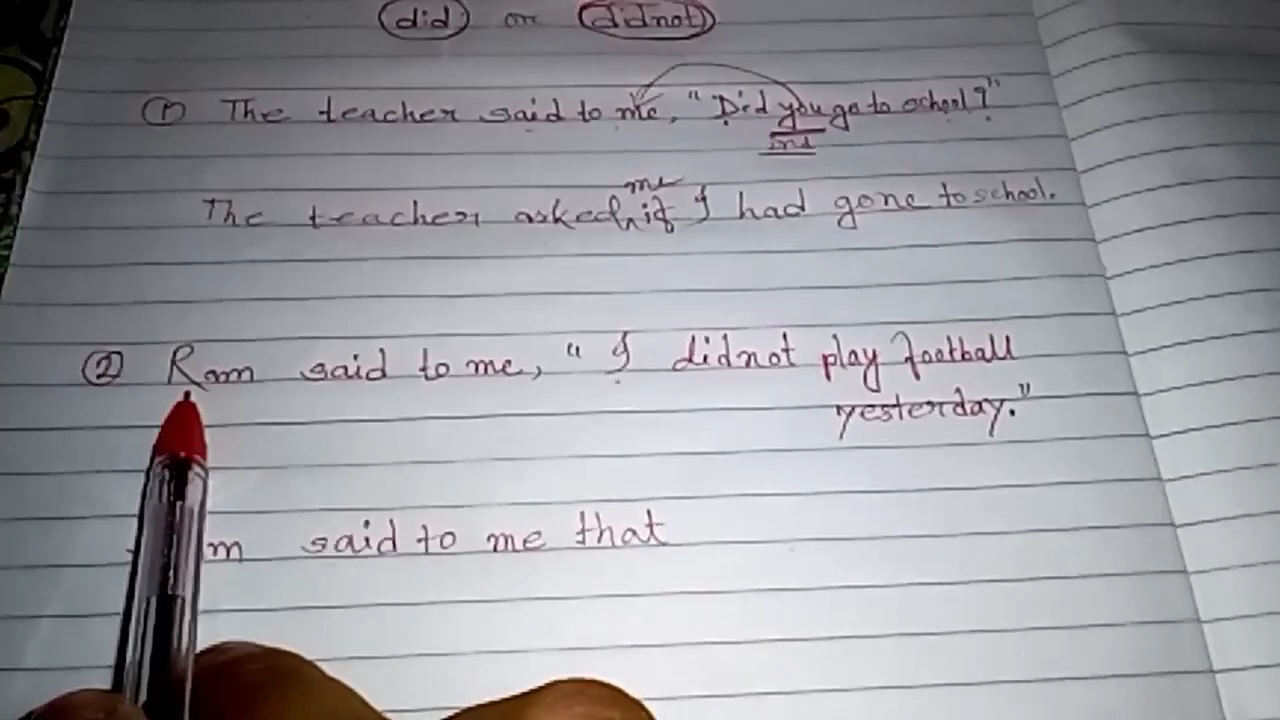 did or didnot
① The teacher said to me, "Did you go to school?"
ind
me
The teacher asked if I had gone to school.
② Ram said to me, "I didnot play football
yesterday."
m said to me that